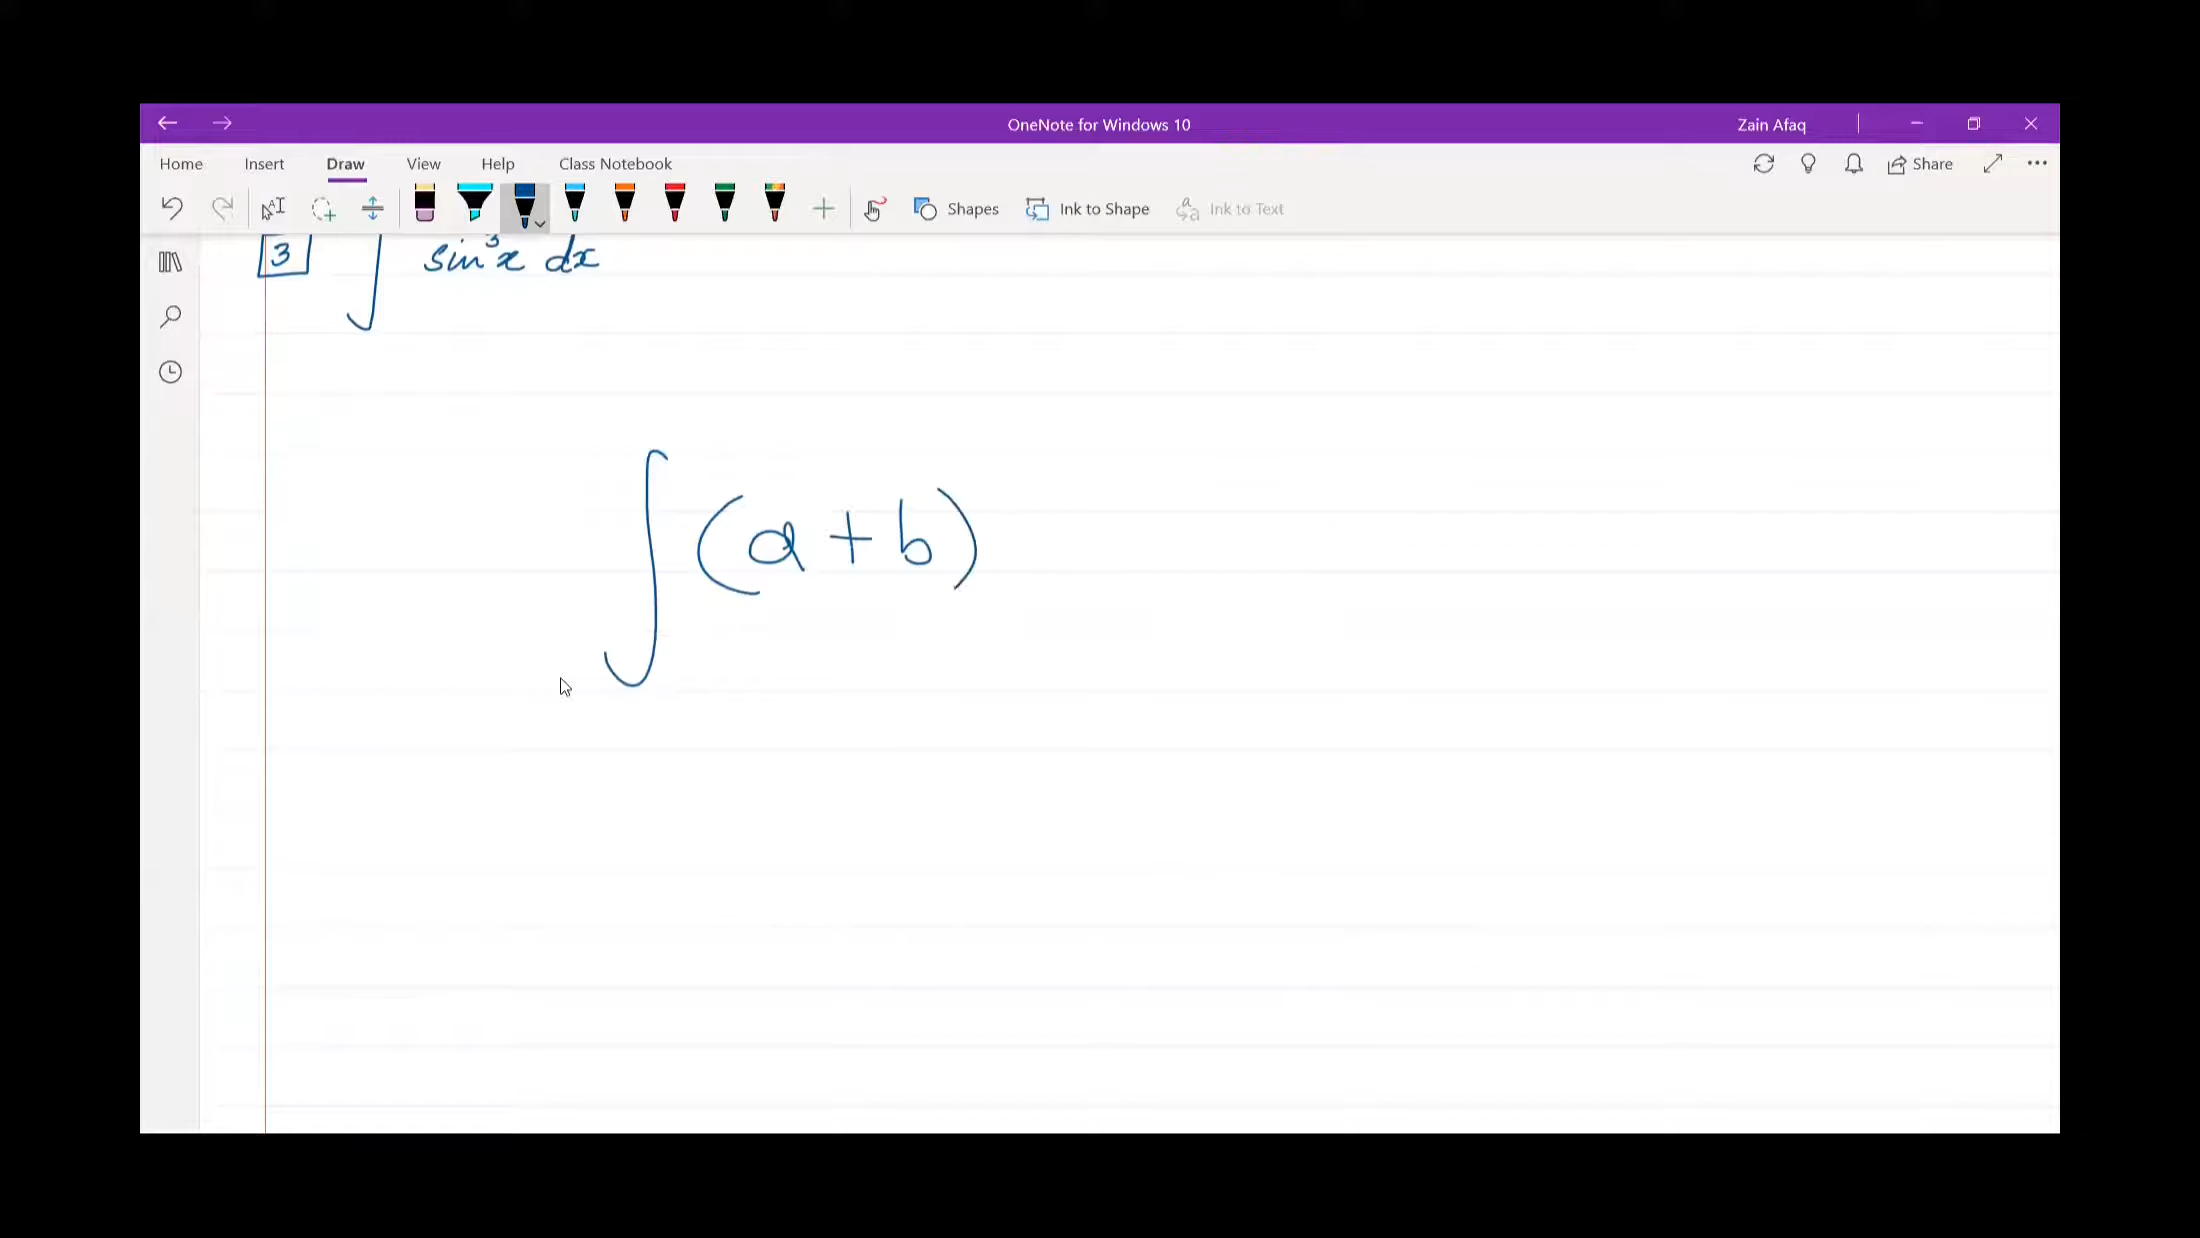 OneNote for Windows 10
Zain Afaq
Home Insert Draw View Help Class Notebook Share
Shapes Ink to Shape Ink to Text
3 ∫ sin³x dx
∫ (a + b)